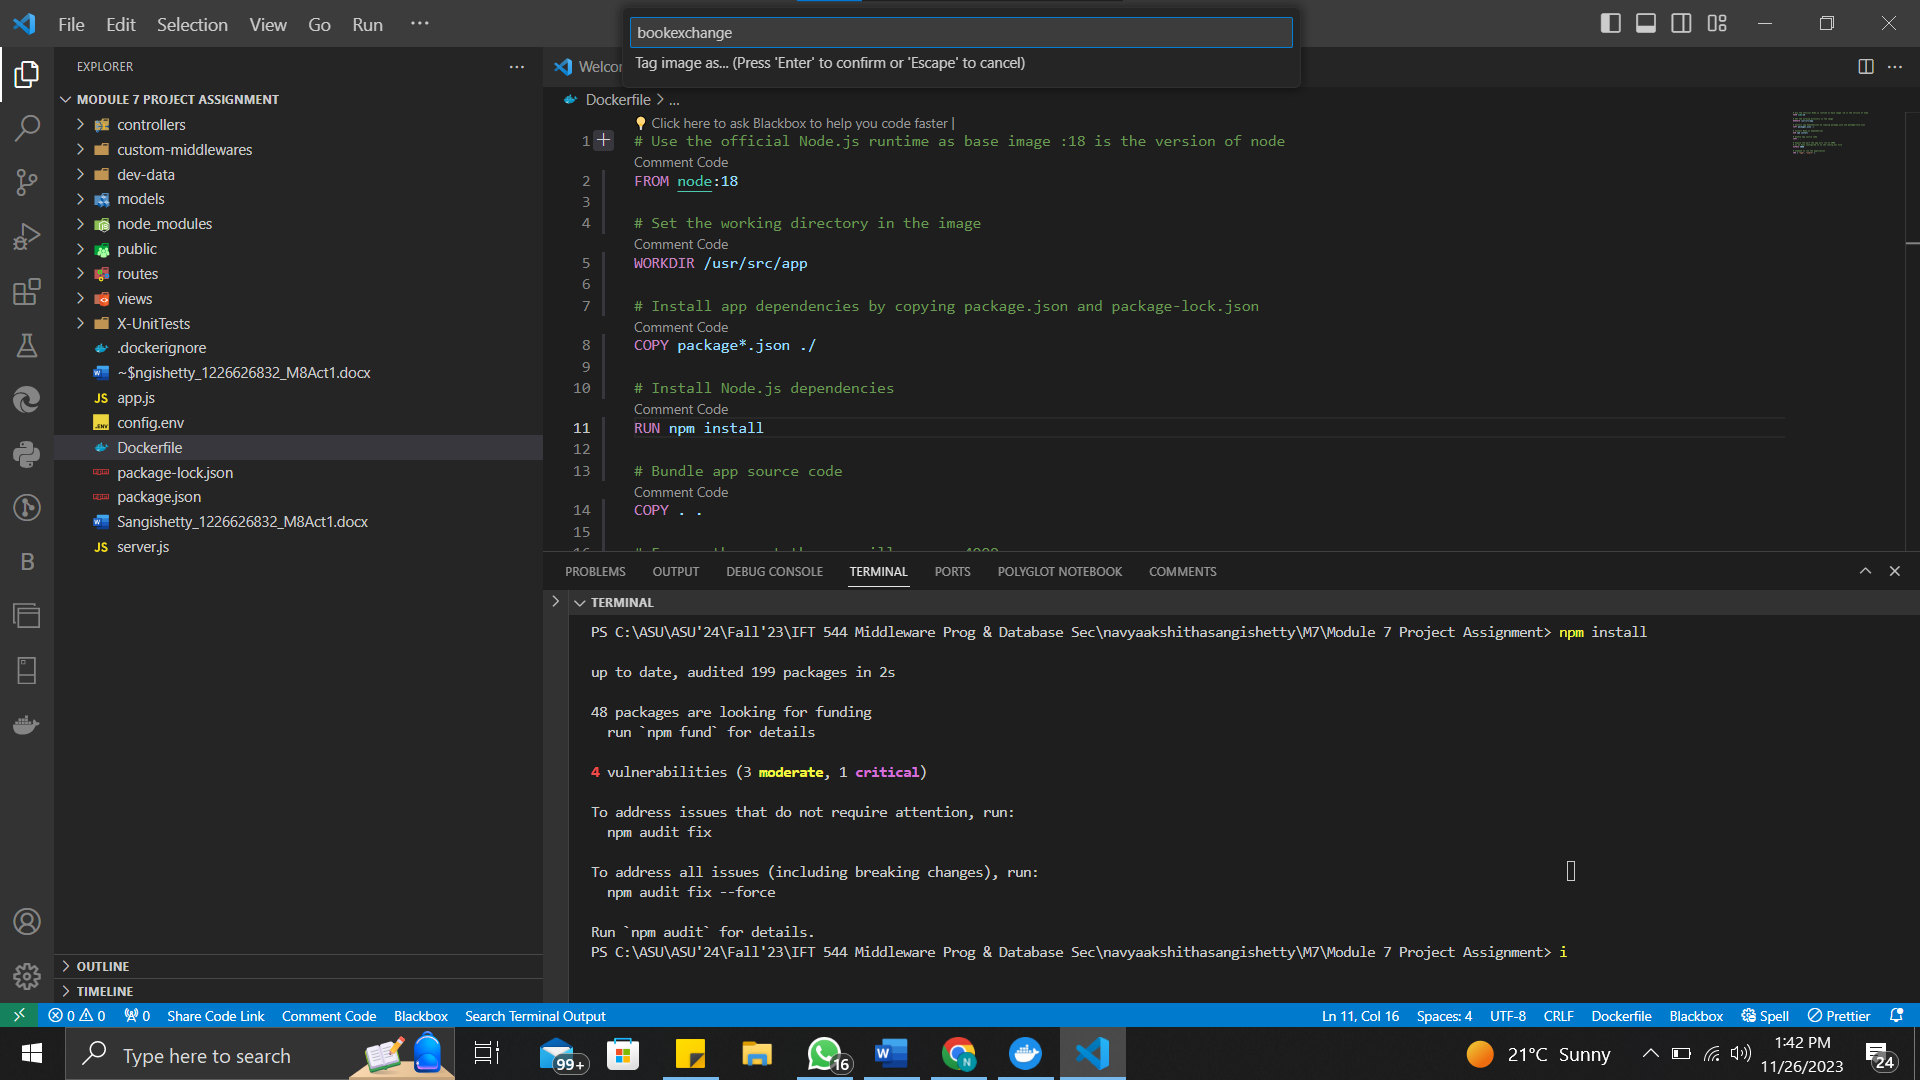 File Edit Selection View Go Run ...
bookexchange
Tag image as... (Press 'Enter' to confirm or 'Escape' to cancel)
EXPLORER
Welcom
MODULE 7 PROJECT ASSIGNMENT
controllers
custom-middlewares
dev-data
models
node_modules
public
routes
views
X-UnitTests
.dockerignore
~$ngishetty_1226626832_M8Act1.docx
JS app.js
config.env
Dockerfile
package-lock.json
package.json
Sangishetty_1226626832_M8Act1.docx
JS server.js
OUTLINE
TIMELINE
Dockerfile > ...
Click here to ask Blackbox to help you code faster |
1 # Use the official Node.js runtime as base image :18 is the version of node
Comment Code
2 FROM node:18
3
4 # Set the working directory in the image
Comment Code
5 WORKDIR /usr/src/app
6
7 # Install app dependencies by copying package.json and package-lock.json
Comment Code
8 COPY package*.json ./
9
10 # Install Node.js dependencies
Comment Code
11 RUN npm install
12
13 # Bundle app source code
Comment Code
14 COPY . .
15
PROBLEMS OUTPUT DEBUG CONSOLE TERMINAL PORTS POLYGLOT NOTEBOOK COMMENTS
TERMINAL
PS C:\ASU\ASU'24\Fall'23\IFT 544 Middleware Prog & Database Sec\navyaakshithasangishetty\M7\Module 7 Project Assignment> npm install
up to date, audited 199 packages in 2s
48 packages are looking for funding
run `npm fund` for details
4 vulnerabilities (3 moderate, 1 critical)
To address issues that do not require attention, run:
npm audit fix
To address all issues (including breaking changes), run:
npm audit fix --force
Run `npm audit` for details.
PS C:\ASU\ASU'24\Fall'23\IFT 544 Middleware Prog & Database Sec\navyaakshithasangishetty\M7\Module 7 Project Assignment> i
0 0 0 Share Code Link Comment Code Blackbox Search Terminal Output Ln 11, Col 16 Spaces: 4 UTF-8 CRLF Dockerfile Blackbox Spell Prettier
Type here to search 99+ 16 N 21°C Sunny 1:42 PM
11/26/2023 24